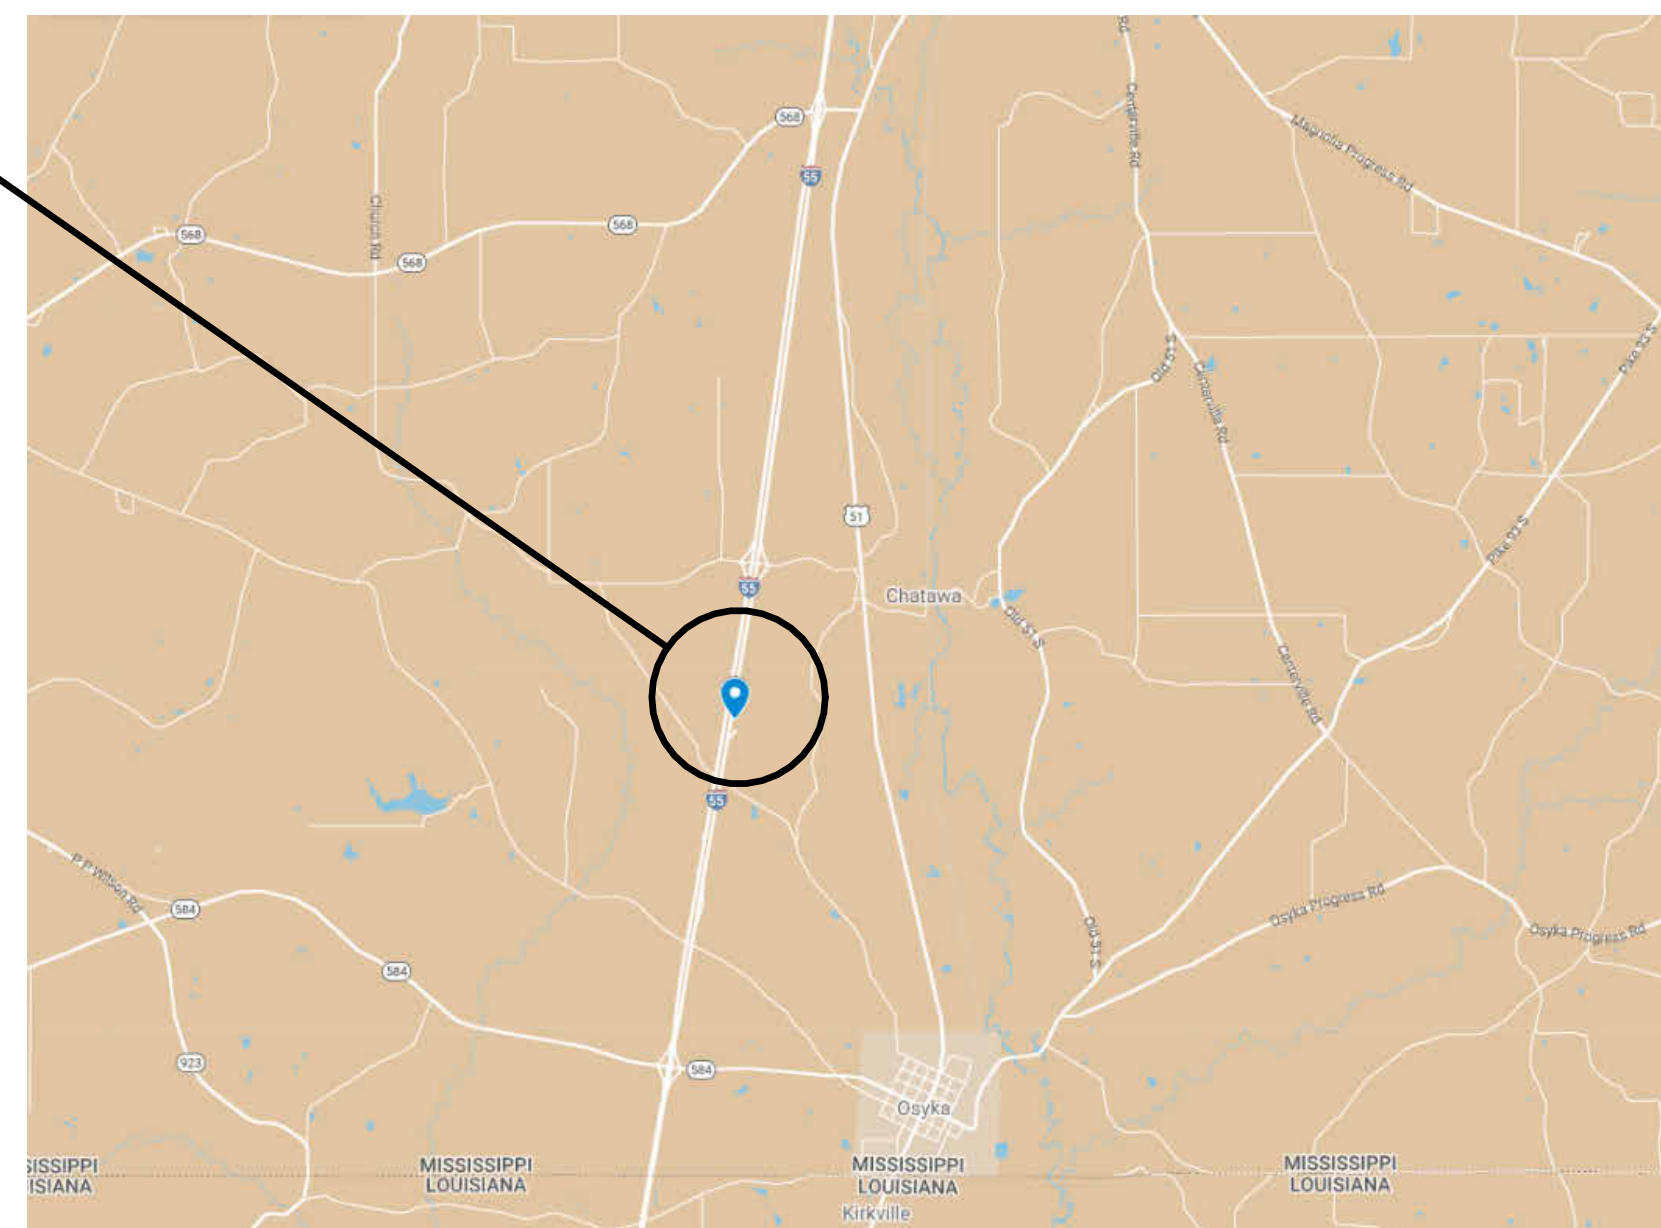 Rd
Centerville Rd
568
Magnolia Progress Rd
55
Church Rd
568
568
568
Old 51 S
Pike 93 S
Centerville Rd
51
Pike 93 S
55
Chatawa
Old 51 S
Centerville Rd
55
P P Wilson Rd
584
Osyka Progress Rd
Old 51 S
Osyka Progress Rd
584
923
584
Osyka
SISSIPPI
ISIANA
MISSISSIPPI
LOUISIANA
MISSISSIPPI
LOUISIANA
MISSISSIPPI
LOUISIANA
Kirkville